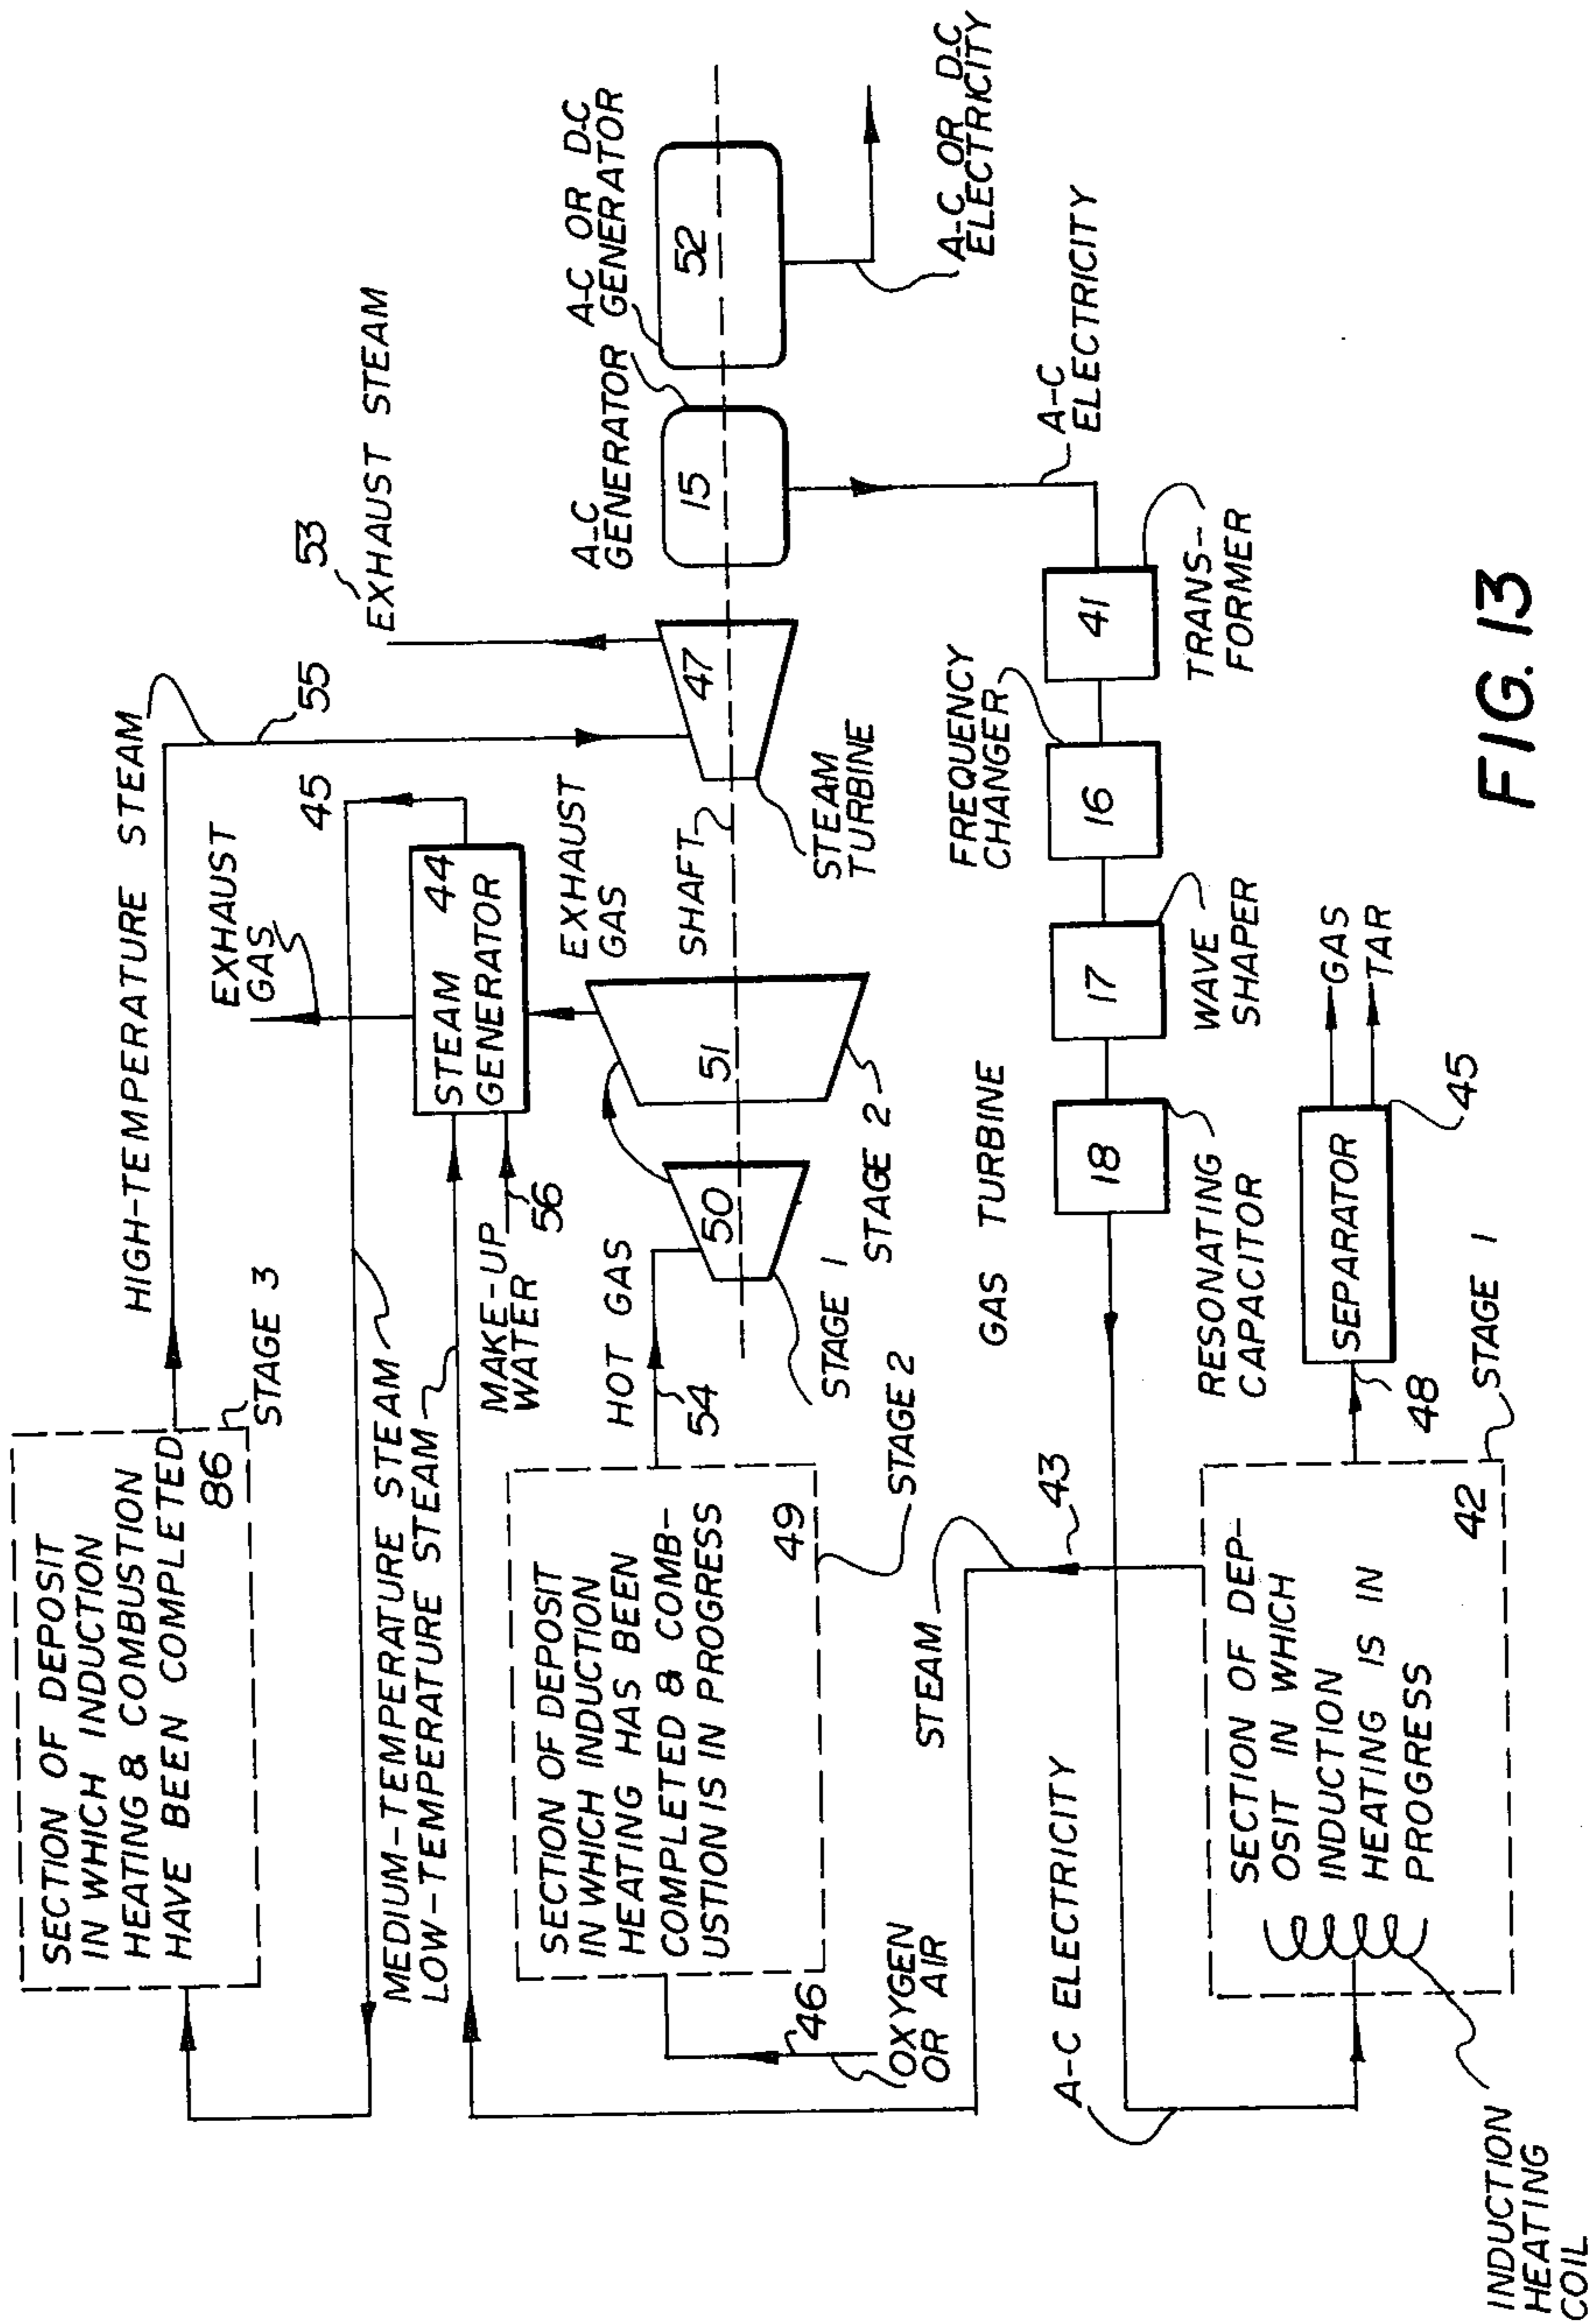 SECTION OF DEPOSIT
IN WHICH INDUCTION
HEATING & COMBUSTION
HAVE BEEN COMPLETED
86
STAGE 3
HIGH-TEMPERATURE STEAM
55
53
EXHAUST STEAM
MEDIUM-TEMPERATURE STEAM
LOW-TEMPERATURE STEAM
EXHAUST
GAS
45
STEAM 44
GENERATOR
MAKE-UP
WATER
56
EXHAUST
GAS
SECTION OF DEPOSIT
IN WHICH INDUCTION
HEATING HAS BEEN
COMPLETED & COMB-
USTION IS IN PROGRESS
49
STAGE 2
46
OXYGEN
OR AIR
HOT GAS
54
50
STAGE 1
51
STAGE 2
GAS TURBINE
SHAFT
47
STEAM
TURBINE
A-C
GENERATOR
15
A-C OR D-C
GENERATOR
52
A-C OR D-C
ELECTRICITY
A-C
ELECTRICITY
41
TRANS-
FORMER
FREQUENCY
CHANGER
16
17
WAVE
SHAPER
18
RESONATING
CAPACITOR
STEAM
43
A-C ELECTRICITY
SECTION OF DEP-
OSIT IN WHICH
INDUCTION
HEATING IS IN
PROGRESS
42
STAGE 1
48
SEPARATOR
45
GAS
TAR
INDUCTION
HEATING
COIL
FIG. 13